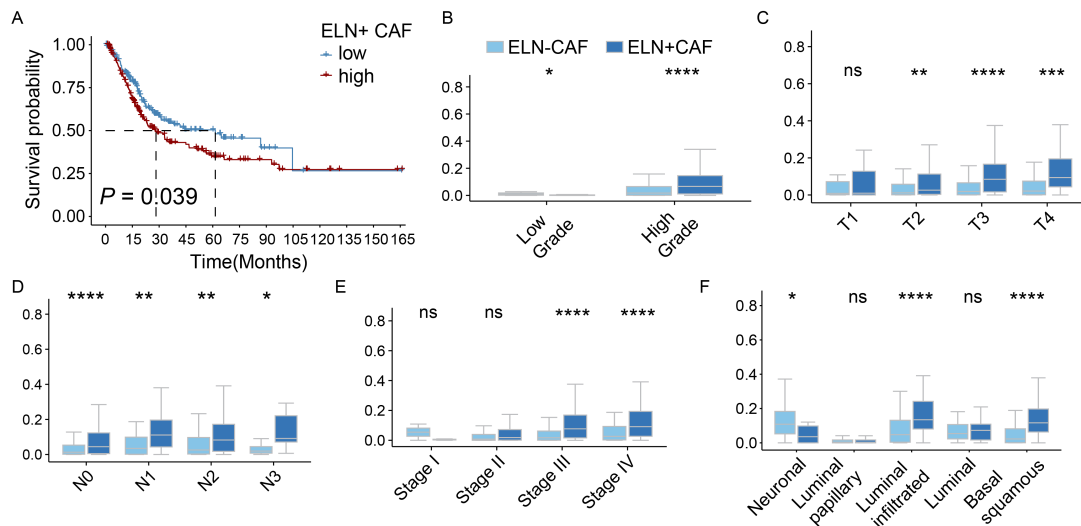 A
ELN+ CAF
low
high
Survival probability
1.00
0.75
0.50
0.25
0.00
P = 0.039
0 15 30 45 60 75 90 105 120 135 151 165
Time(Months)
B
ELN-CAF ELN+CAF
* ****
0.8
0.6
0.4
0.2
0.0
Low
Grade
High
Grade
C
ns ** **** ***
0.8
0.4
0.2
0.0
T1 T2 T3 T4
D
**** ** ** *
0.8
0.6
0.4
0.2
0.0
N0 N1 N2 N3
E
ns ns **** ****
0.8
0.6
0.4
0.2
0.0
Stage I Stage II Stage III Stage IV
F
* ns **** ns ****
0.8
0.6
0.4
0.2
0.0
Neuronal
Luminal
papillary
Luminal
infiltrated
Luminal
Basal
squamous